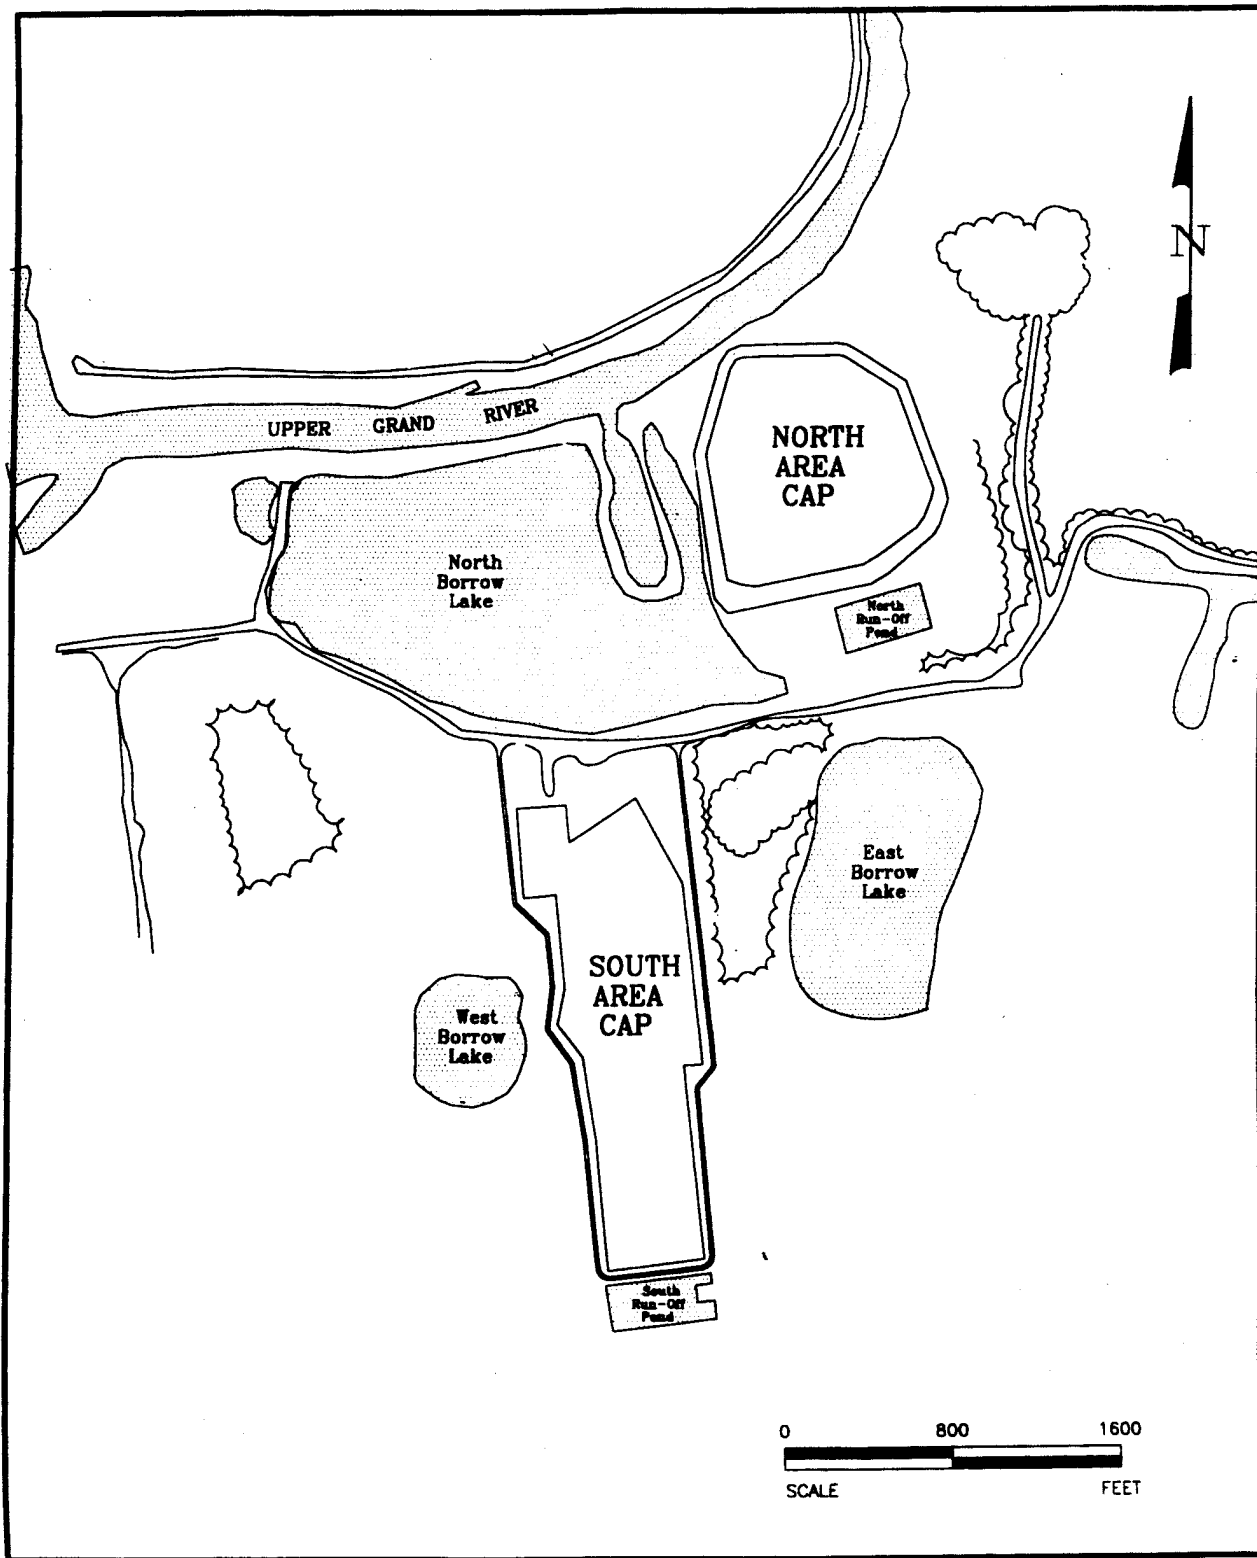 N
UPPER GRAND RIVER
NORTH
AREA
CAP
North
Borrow
Lake
North
Run-Off
Pond
East
Borrow
Lake
SOUTH
AREA
CAP
West
Borrow
Lake
South
Run-Off
Pond
0 800 1600
SCALE FEET